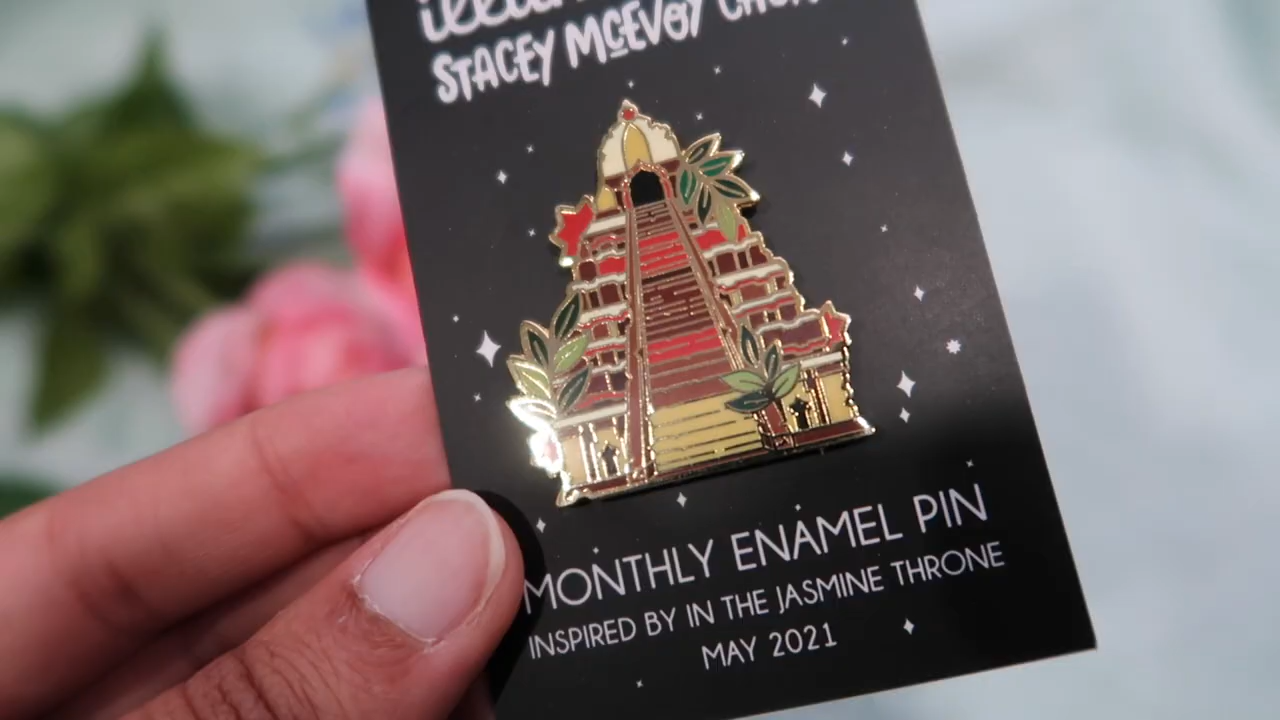 STACEY MCEVOY
MONTHLY ENAMEL PIN
INSPIRED BY IN THE JASMINE THRONE
MAY 2021